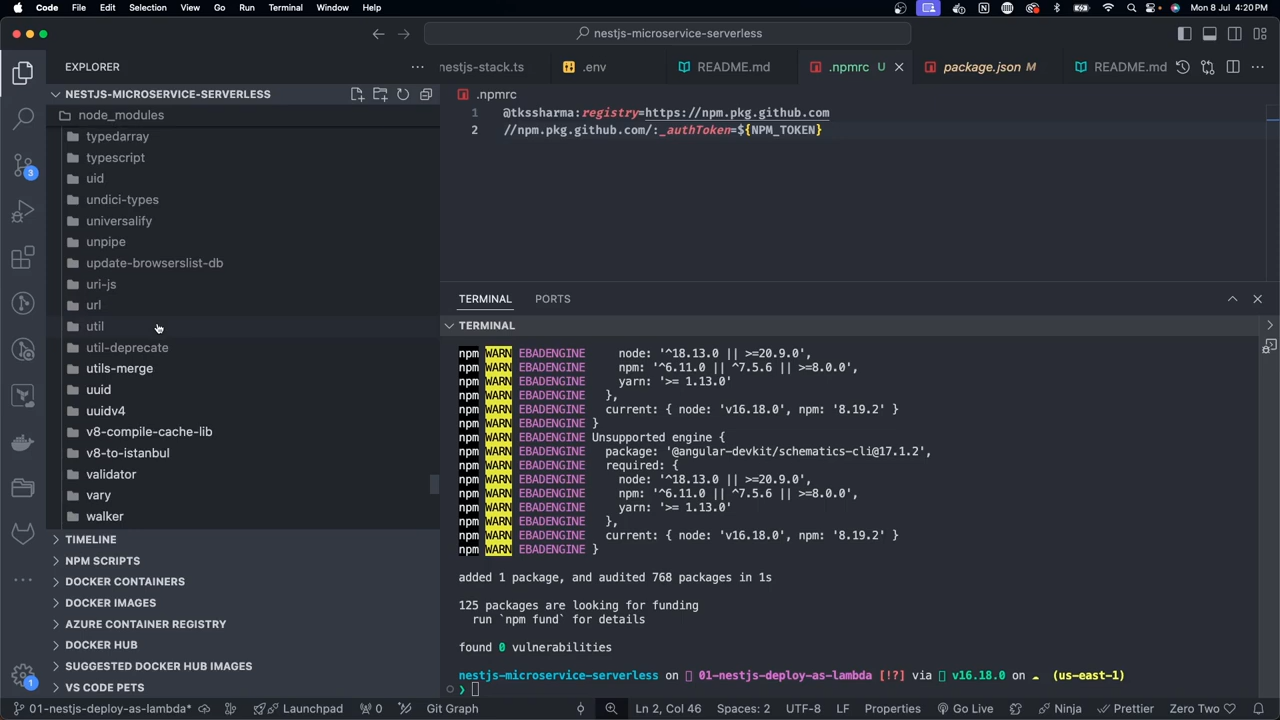 Code File Edit Selection View Go Run Terminal Window Help
Mon 8 Jul 4:20 PM
nestjs-microservice-serverless
EXPLORER
nestjs-stack.ts
.env
README.md
.npmrc U
package.json M
README.md
NESTJS-MICROSERVICE-SERVERLESS
node_modules
typedarray
typescript
uid
undici-types
universalify
unpipe
update-browserslist-db
uri-js
url
util
util-deprecate
utils-merge
uuid
uuidv4
v8-compile-cache-lib
v8-to-istanbul
validator
vary
walker
TIMELINE
NPM SCRIPTS
DOCKER CONTAINERS
DOCKER IMAGES
AZURE CONTAINER REGISTRY
DOCKER HUB
SUGGESTED DOCKER HUB IMAGES
VS CODE PETS
3
1
.npmrc
1 @tkssharma:registry=https://npm.pkg.github.com
2 //npm.pkg.github.com/:_authToken=${NPM_TOKEN}
TERMINAL PORTS
TERMINAL
npm WARN EBADENGINE node: '^18.13.0 || >=20.9.0',
npm WARN EBADENGINE npm: '^6.11.0 || ^7.5.6 || >=8.0.0',
npm WARN EBADENGINE yarn: '>= 1.13.0'
npm WARN EBADENGINE },
npm WARN EBADENGINE current: { node: 'v16.18.0', npm: '8.19.2' }
npm WARN EBADENGINE }
npm WARN EBADENGINE Unsupported engine {
npm WARN EBADENGINE package: '@angular-devkit/schematics-cli@17.1.2',
npm WARN EBADENGINE required: {
npm WARN EBADENGINE node: '^18.13.0 || >=20.9.0',
npm WARN EBADENGINE npm: '^6.11.0 || ^7.5.6 || >=8.0.0',
npm WARN EBADENGINE yarn: '>= 1.13.0'
npm WARN EBADENGINE },
npm WARN EBADENGINE current: { node: 'v16.18.0', npm: '8.19.2' }
npm WARN EBADENGINE }
added 1 package, and audited 768 packages in 1s
125 packages are looking for funding
run `npm fund` for details
found 0 vulnerabilities
nestjs-microservice-serverless on 01-nestjs-deploy-as-lambda [!?] via v16.18.0 on (us-east-1)
❯
01-nestjs-deploy-as-lambda* Launchpad 0 Git Graph Ln 2, Col 46 Spaces: 2 UTF-8 LF Properties Go Live Ninja Prettier Zero Two